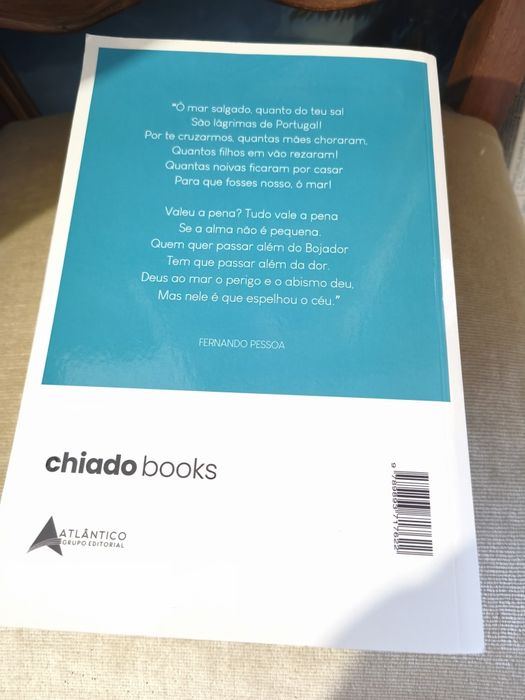 "Ó mar salgado, quanto do teu sal
São lágrimas de Portugal!
Por te cruzarmos, quantas mães choraram,
Quantos filhos em vão rezaram!
Quantas noivas ficaram por casar
Para que fosses nosso, ó mar!
Valeu a pena? Tudo vale a pena
Se a alma não é pequena.
Quem quer passar além do Bojador
Tem que passar além da dor.
Deus ao mar o perigo e o abismo deu,
Mas nele é que espelhou o céu."
FERNANDO PESSOA
chiado books
ATLÂNTICO
GRUPO EDITORIAL
9 789893 717622